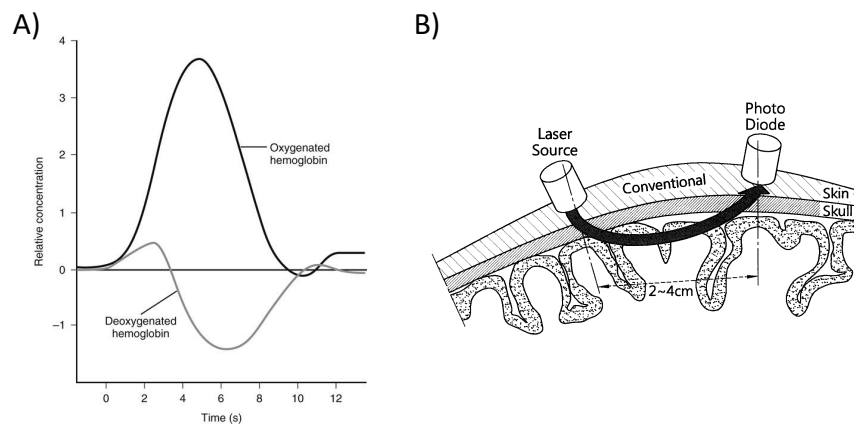 A)
4
3
2
1
0
−1
Relative concentration
Oxygenated
hemoglobin
Deoxygenated
hemoglobin
0 2 4 6 8 10 12
Time (s)
B)
Laser
Source
Photo
Diode
Conventional
Skin
Skull
2~4cm